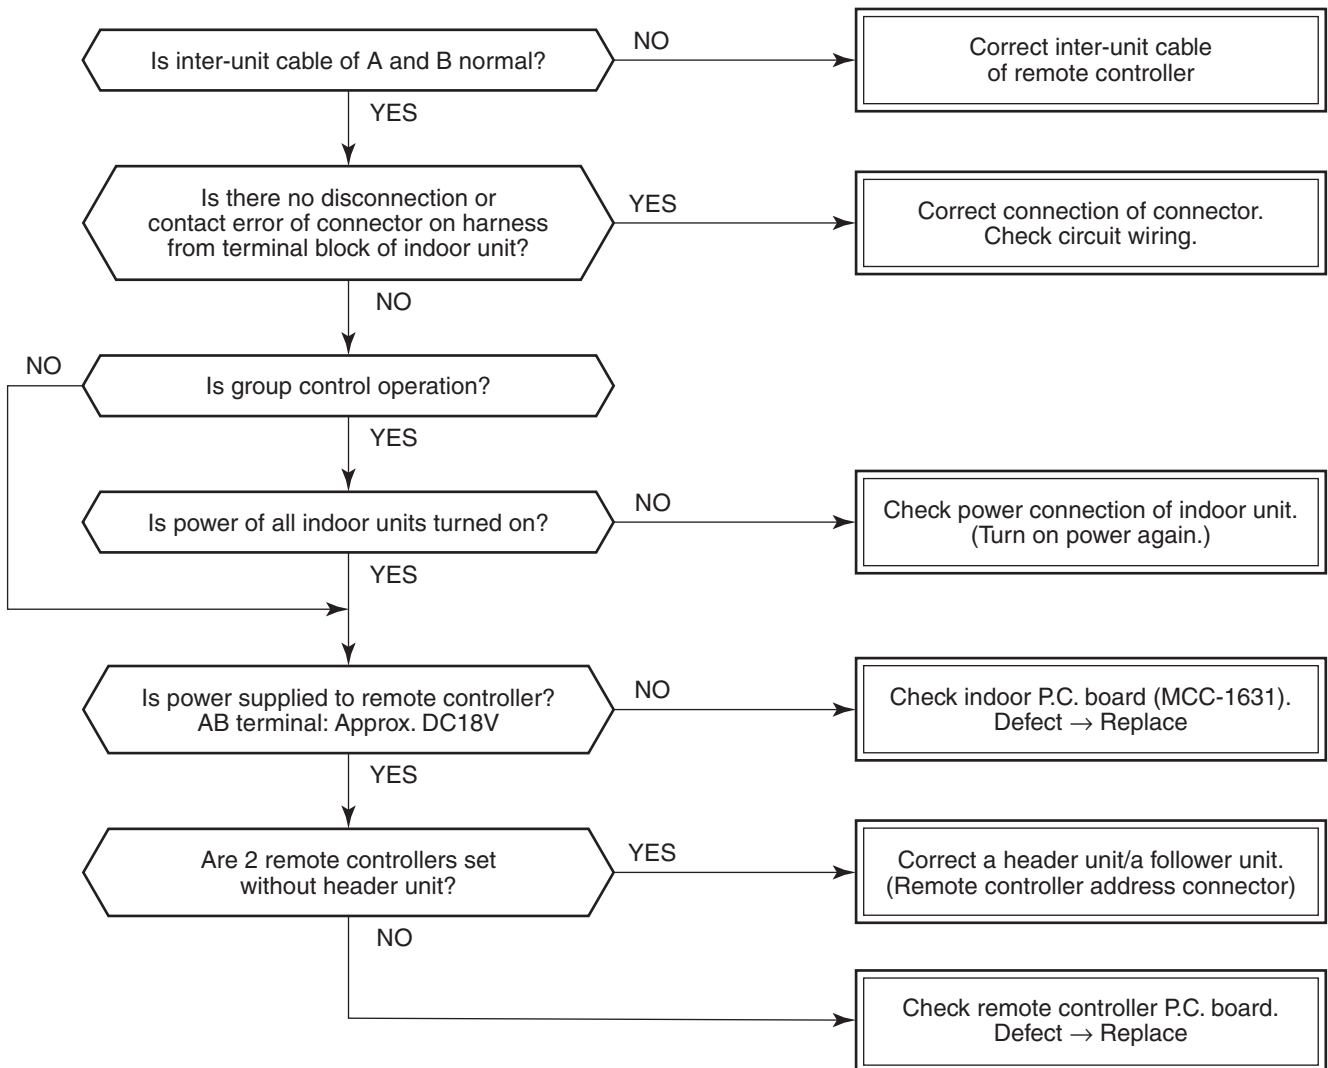 Is inter-unit cable of A and B normal?
NO
Correct inter-unit cable
of remote controller
YES
Is there no disconnection or
contact error of connector on harness
from terminal block of indoor unit?
YES
Correct connection of connector.
Check circuit wiring.
NO
NO
Is group control operation?
YES
Is power of all indoor units turned on?
NO
Check power connection of indoor unit.
(Turn on power again.)
YES
Is power supplied to remote controller?
AB terminal: Approx. DC18V
NO
Check indoor P.C. board (MCC-1631).
Defect → Replace
YES
Are 2 remote controllers set
without header unit?
YES
Correct a header unit/a follower unit.
(Remote controller address connector)
NO
Check remote controller P.C. board.
Defect → Replace